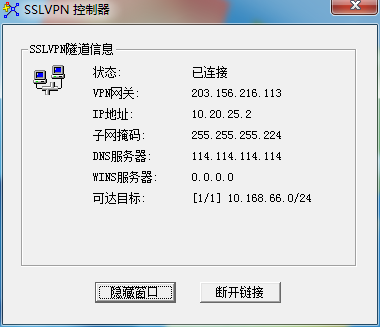 SSLVPN 控制器
SSLVPN隧道信息
状态: 已连接
VPN网关: 203.156.216.113
IP地址: 10.20.25.2
子网掩码: 255.255.255.224
DNS服务器: 114.114.114.114
WINS服务器: 0.0.0.0
可达目标: [1/1] 10.168.66.0/24
隐藏窗口 断开链接